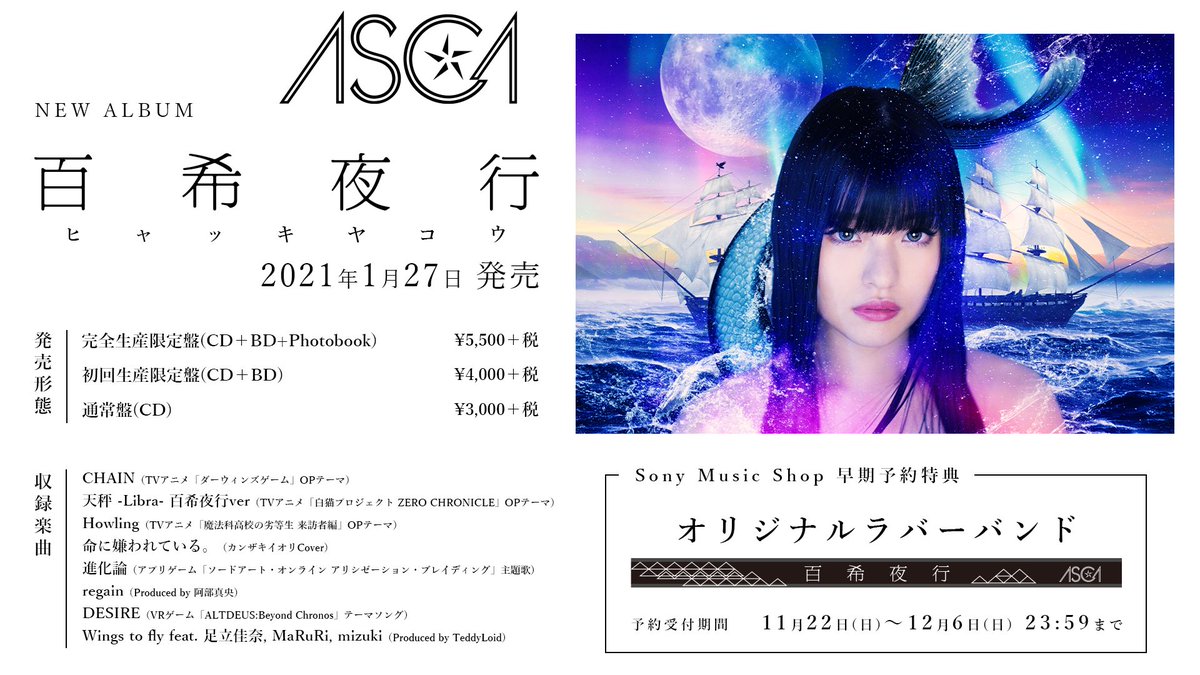 ASCA
NEW ALBUM
百希夜行
ヒャッキヤコウ
2021年1月27日 発売
発売形態
完全生産限定盤(CD+BD+Photobook) ¥5,500+税
初回生産限定盤(CD+BD) ¥4,000+税
通常盤(CD) ¥3,000+税
収録楽曲
CHAIN(TVアニメ「ダーウィンズゲーム」OPテーマ)
天秤 -Libra- 百希夜行ver(TVアニメ「白猫プロジェクト ZERO CHRONICLE」OPテーマ)
Howling(TVアニメ「魔法科高校の劣等生 来訪者編」OPテーマ)
命に嫌われている。(カンザキイオリCover)
進化論(アプリゲーム「ソードアート・オンライン アリシゼーション・ブレイディング」主題歌)
regain(Produced by 阿部真央)
DESIRE(VRゲーム「ALTDEUS:Beyond Chronos」テーマソング)
Wings to fly feat. 足立佳奈, MaRuRi, mizuki(Produced by TeddyLoid)
Sony Music Shop 早期予約特典
オリジナルラバーバンド
百希夜行 ASCA
予約受付期間 11月22日(日)〜12月6日(日) 23:59まで